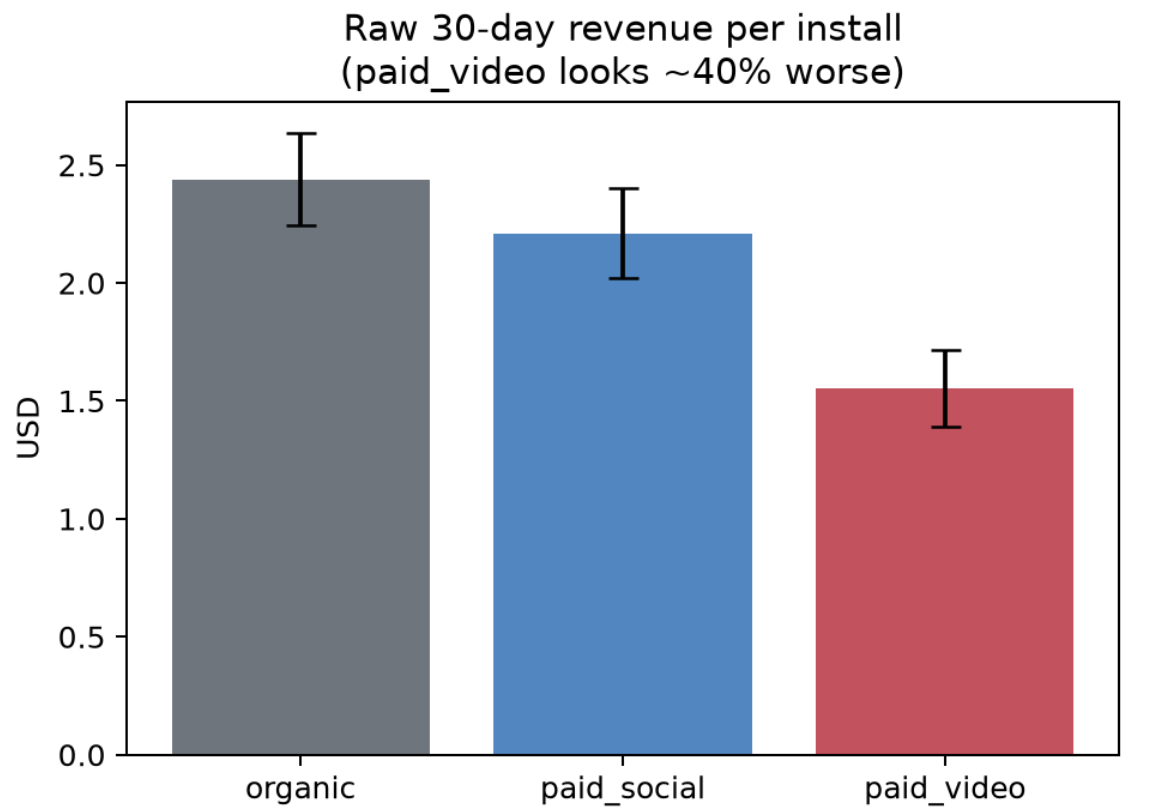 Raw 30-day revenue per install
(paid_video looks ~40% worse)
USD
2.5
2.0
1.5
1.0
0.5
0.0
organic
paid_social
paid_video